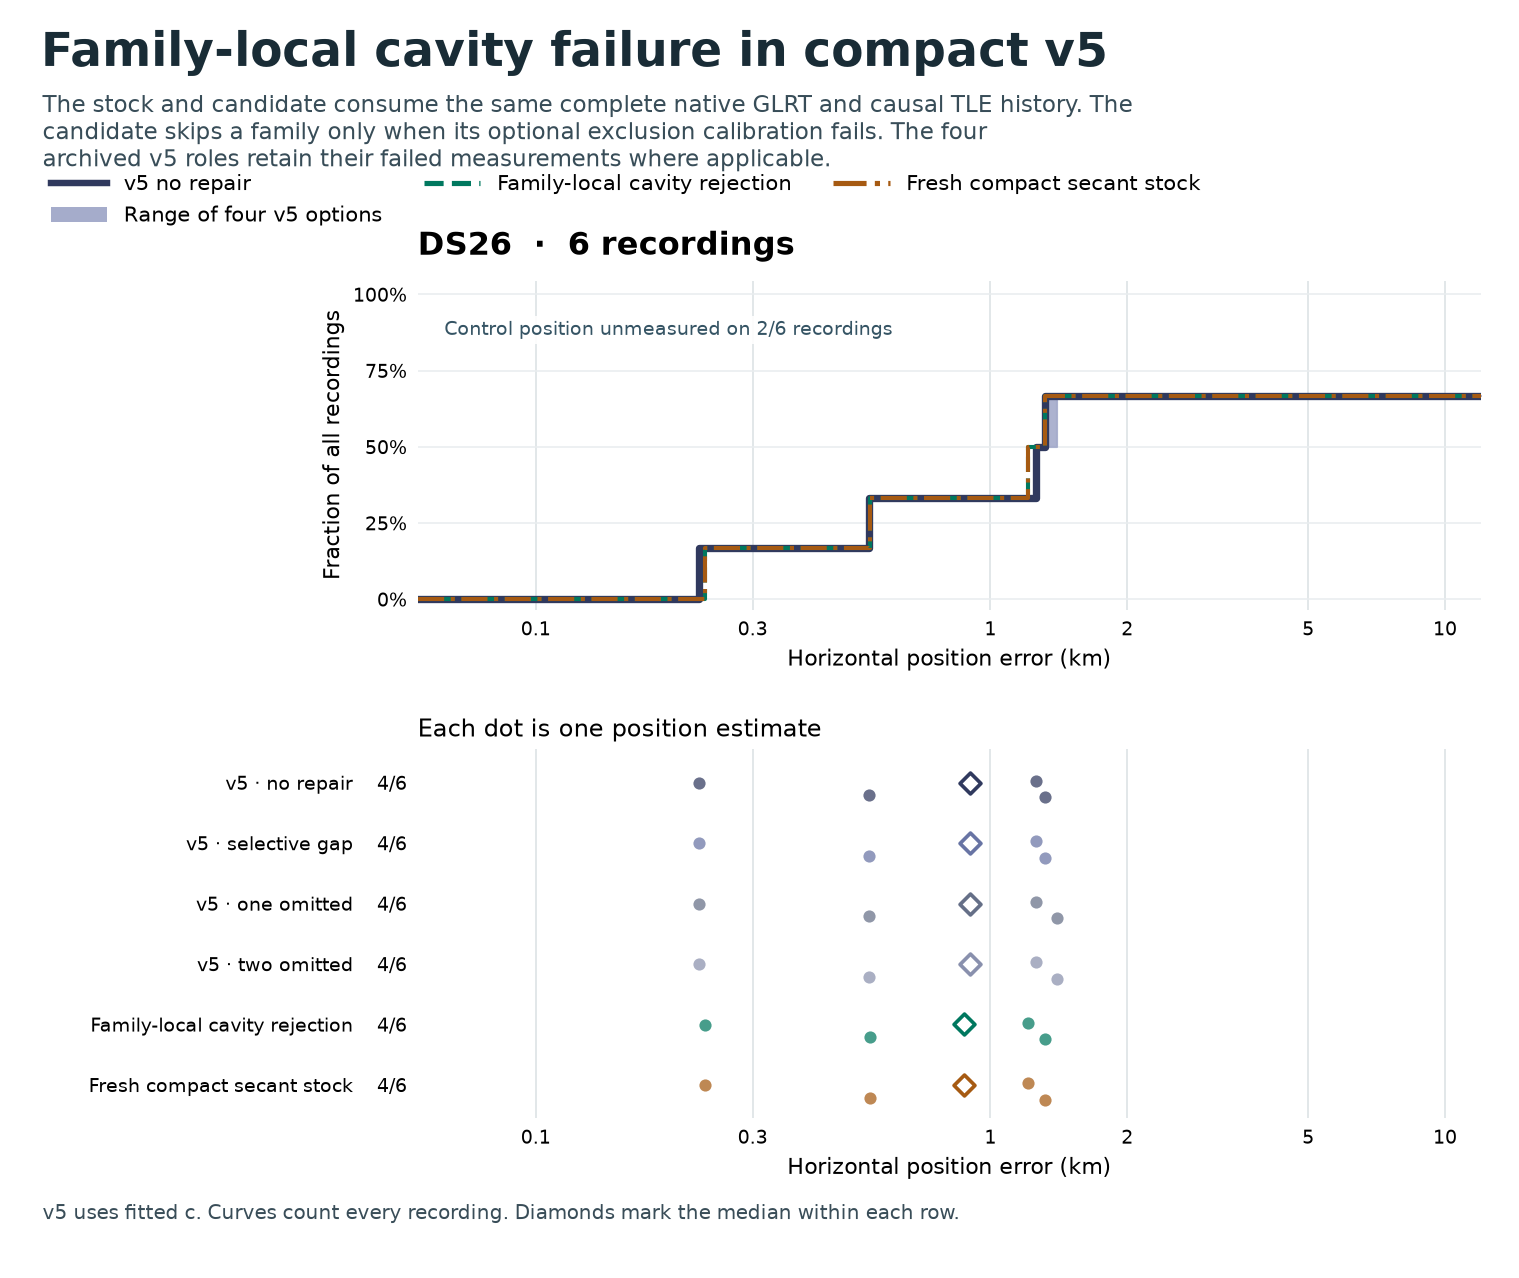 Family-local cavity failure in compact v5
The stock and candidate consume the same complete native GLRT and causal TLE history. The
candidate skips a family only when its optional exclusion calibration fails. The four
archived v5 roles retain their failed measurements where applicable.
v5 no repair
Family-local cavity rejection
Fresh compact secant stock
Range of four v5 options
DS26 · 6 recordings
Fraction of all recordings
100%
Control position unmeasured on 2/6 recordings
75%
50%
25%
0%
0.1 0.3 1 2 5 10
Horizontal position error (km)
Each dot is one position estimate
v5 · no repair 4/6
v5 · selective gap 4/6
v5 · one omitted 4/6
v5 · two omitted 4/6
Family-local cavity rejection 4/6
Fresh compact secant stock 4/6
0.1 0.3 1 2 5 10
Horizontal position error (km)
v5 uses fitted c. Curves count every recording. Diamonds mark the median within each row.